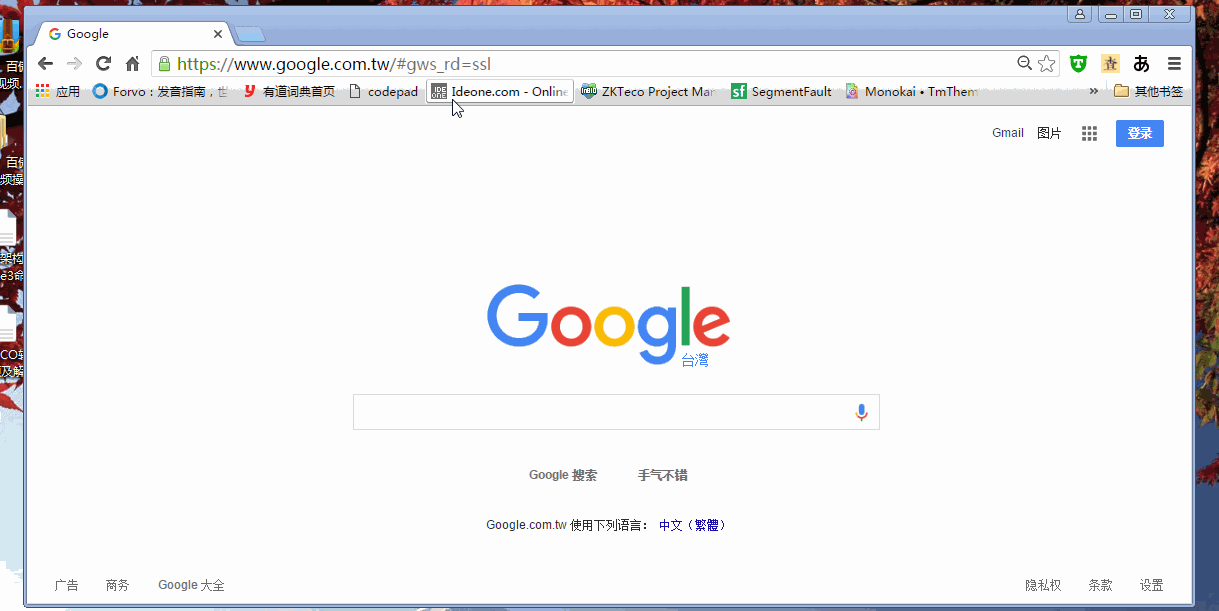 Google
https://www.google.com.tw/#gws_rd=ssl
应用 Forvo：发音指南，世 有道词典首页 codepad Ideone.com - Online ZKTeco Project Mar SegmentFault Monokai • TmThem » 其他书签
Gmail 图片 登录
Google
台灣
Google 搜索 手气不错
Google.com.tw 使用下列语言： 中文（繁體）
广告 商务 Google 大全 隐私权 条款 设置